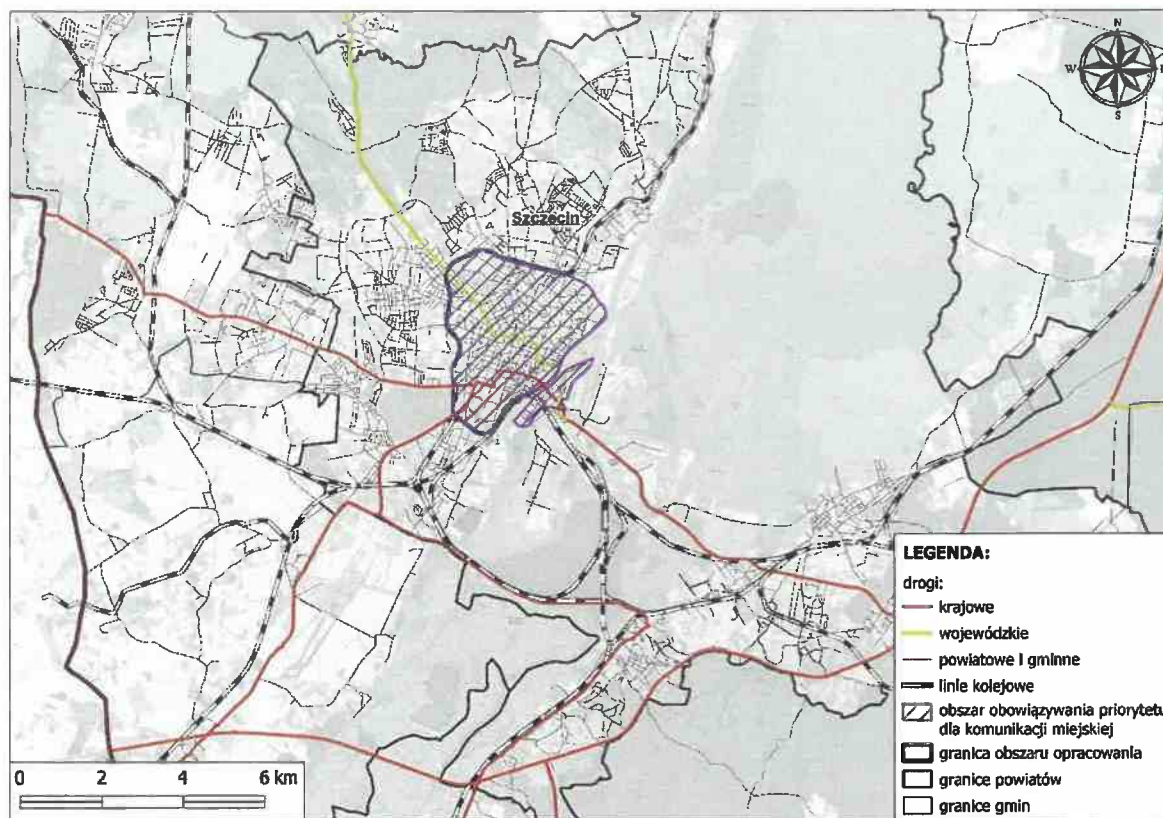 N
W
S
Szczecin
LEGENDA:
drogi:
krajowe
wojewódzkie
powiatowe i gminne
linie kolejowe
obszar obowiązywania priorytetu
dla komunikacji miejskiej
granica obszaru opracowania
granice powiatów
granice gmin
0 2 4 6 km